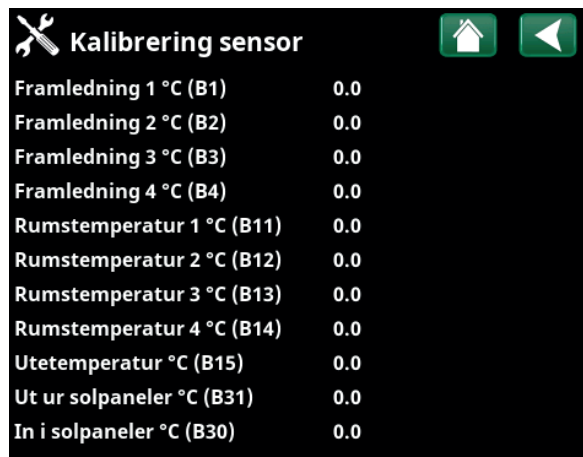 Kalibrering sensor
Framledning 1 °C (B1) 0.0
Framledning 2 °C (B2) 0.0
Framledning 3 °C (B3) 0.0
Framledning 4 °C (B4) 0.0
Rumstemperatur 1 °C (B11) 0.0
Rumstemperatur 2 °C (B12) 0.0
Rumstemperatur 3 °C (B13) 0.0
Rumstemperatur 4 °C (B14) 0.0
Utetemperatur °C (B15) 0.0
Ut ur solpaneler °C (B31) 0.0
In i solpaneler °C (B30) 0.0